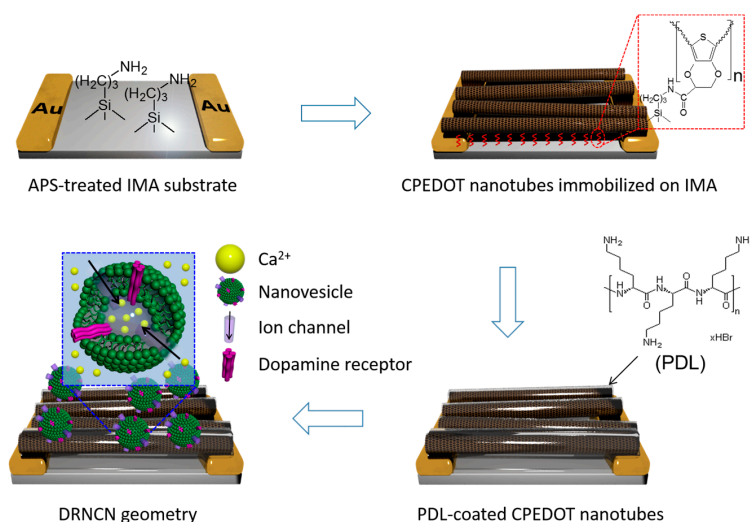 NH₂
NH₂
(H₂C)₃
(H₂C)₃
Si
Si
Au
Au
APS-treated IMA substrate
S
O
O
n
(H₂C)₃
H
N
O
Si
CPEDOT nanotubes immobilized on IMA
Ca²⁺
Nanovesicle
Ion channel
Dopamine receptor
DRNCN geometry
NH₂
NH
O
H
N
O
H
N
N
H
O
n
NH₂
xHBr
(PDL)
PDL-coated CPEDOT nanotubes